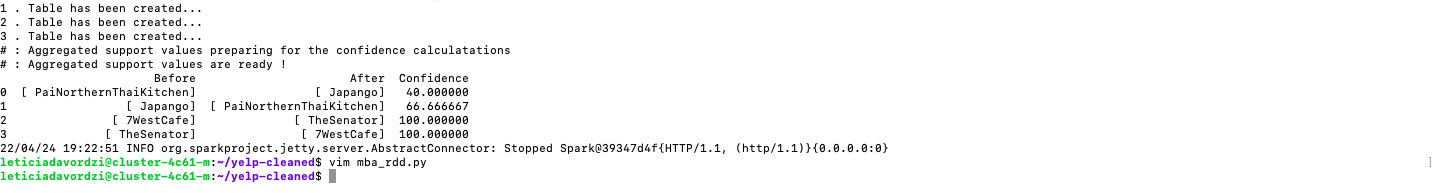 1 . Table has been created...
2 . Table has been created...
3 . Table has been created...
# : Aggregated support values preparing for the confidence calculatations
# : Aggregated support values are ready !
Before After Confidence
0 [ PaiNorthernThaiKitchen] [ Japango] 40.000000
1 [ Japango] [ PaiNorthernThaiKitchen] 66.666667
2 [ 7WestCafe] [ TheSenator] 100.000000
3 [ TheSenator] [ 7WestCafe] 100.000000
22/04/24 19:22:51 INFO org.sparkproject.jetty.server.AbstractConnector: Stopped Spark@39347d4f{HTTP/1.1, (http/1.1)}{0.0.0.0:0}
leticiadavordzi@cluster-4c61-m:~/yelp-cleaned$ vim mba_rdd.py
leticiadavordzi@cluster-4c61-m:~/yelp-cleaned$